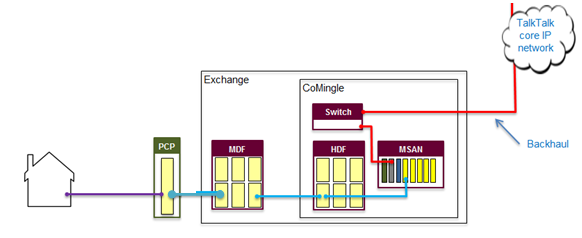 TalkTalk
core IP
network
Exchange
CoMingle
Switch
Backhaul
PCP
MDF
HDF
MSAN